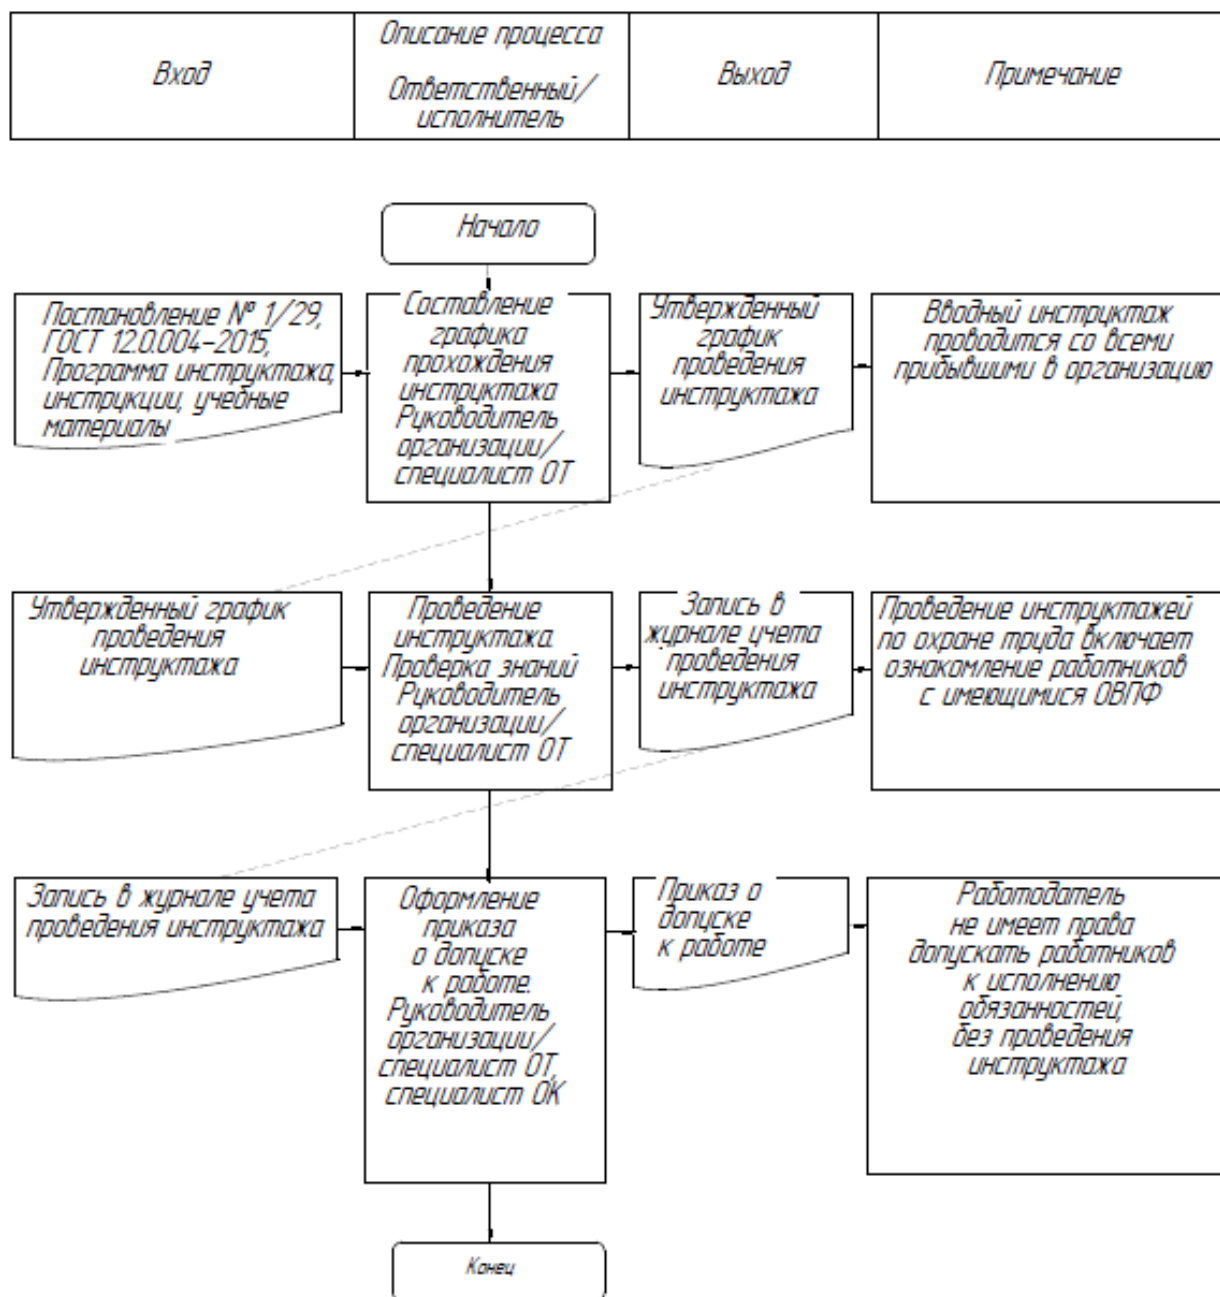 Вход
Описание процесса
Ответственный/
исполнитель
Выход
Примечание
Начало
Постановление № 1/29,
ГОСТ 12.0.004-2015,
Программа инструктажа,
инструкции, учебные
материалы
Составление
графика
прохождения
инструктажа
Руководитель
организации/
специалист ОТ
Утвержденный
график
проведения
инструктажа
Вводный инструктаж
проводится со всеми
прибывшими в организацию
Утвержденный график
проведения
инструктажа
Проведение
инструктажа.
Проверка знаний
Руководитель
организации/
специалист ОТ
Запись в
журнале учета
проведения
инструктажа
Проведение инструктажей
по охране труда включает
ознакомление работников
с имеющимися ОВПФ
Запись в журнале учета
проведения инструктажа
Оформление
приказа
о допуске
к работе.
Руководитель
организации/
специалист ОТ,
специалист ОК
Приказ о
допуске
к работе
Работодатель
не имеет права
допускать работников
к исполнению
обязанностей,
без проведения
инструктажа
Конец